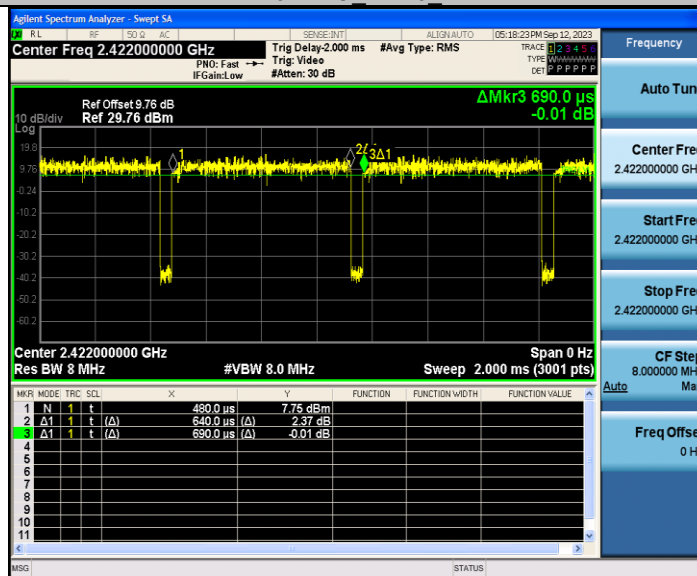 Agilent Spectrum Analyzer - Swept SA
RL RF 50 Ω AC SENSE:INT ALIGN AUTO 05:18:23 PM Sep 12, 2023
Center Freq 2.422000000 GHz
PNO: Fast
IFGain:Low
Trig Delay-2.000 ms
Trig: Video
#Atten: 30 dB
#Avg Type: RMS
TRACE 1 2 3 4 5 6
TYPE W
DET P P P P P P
ΔMkr3 690.0 µs
-0.01 dB
Ref Offset 9.76 dB
10 dB/div Ref 29.76 dBm
Log
19.8
9.76
-0.24
-10.2
-20.2
-30.2
-40.2
-50.2
-60.2
1
3Δ1
Center 2.422000000 GHz Span 0 Hz
Res BW 8 MHz #VBW 8.0 MHz Sweep 2.000 ms (3001 pts)
MKR MODE TRC SCL X Y FUNCTION FUNCTION WIDTH FUNCTION VALUE
1 N 1 t 480.0 µs 7.75 dBm
2 Δ1 1 t (Δ) 640.0 µs (Δ) 2.37 dB
3 Δ1 1 t (Δ) 690.0 µs (Δ) -0.01 dB
4
5
6
7
8
9
10
11
MSG STATUS
Frequency
Auto Tun
Center Fre
2.422000000 GH
Start Fre
2.422000000 GH
Stop Fre
2.422000000 GH
CF Step
8.000000 MH
Auto Ma
Freq Offse
0 H